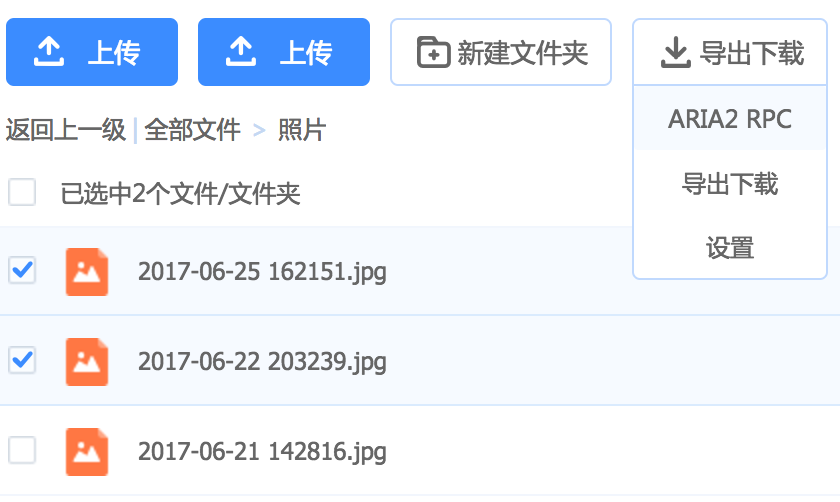 上传 上传 新建文件夹 导出下载
ARIA2 RPC
返回上一级 | 全部文件 > 照片
导出下载
已选中2个文件/文件夹
设置
2017-06-25 162151.jpg
2017-06-22 203239.jpg
2017-06-21 142816.jpg